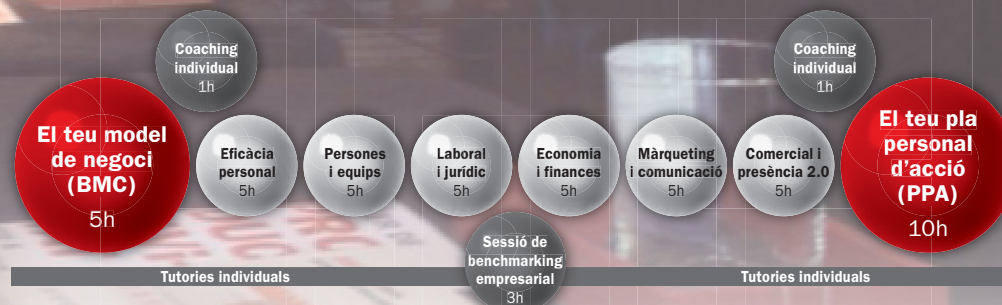 Coaching
individual
1h
Coaching
individual
1h
El teu model
de negoci
(BMC)
5h
Eficàcia
personal
5h
Persones
i equips
5h
Laboral
i jurídic
5h
Economia
i finances
5h
Màrqueting
i comunicació
5h
Comercial i
presència 2.0
5h
El teu pla
personal
d'acció
(PPA)
10h
Sessió de
benchmarking
empresarial
3h
Tutories individuals
Tutories individuals